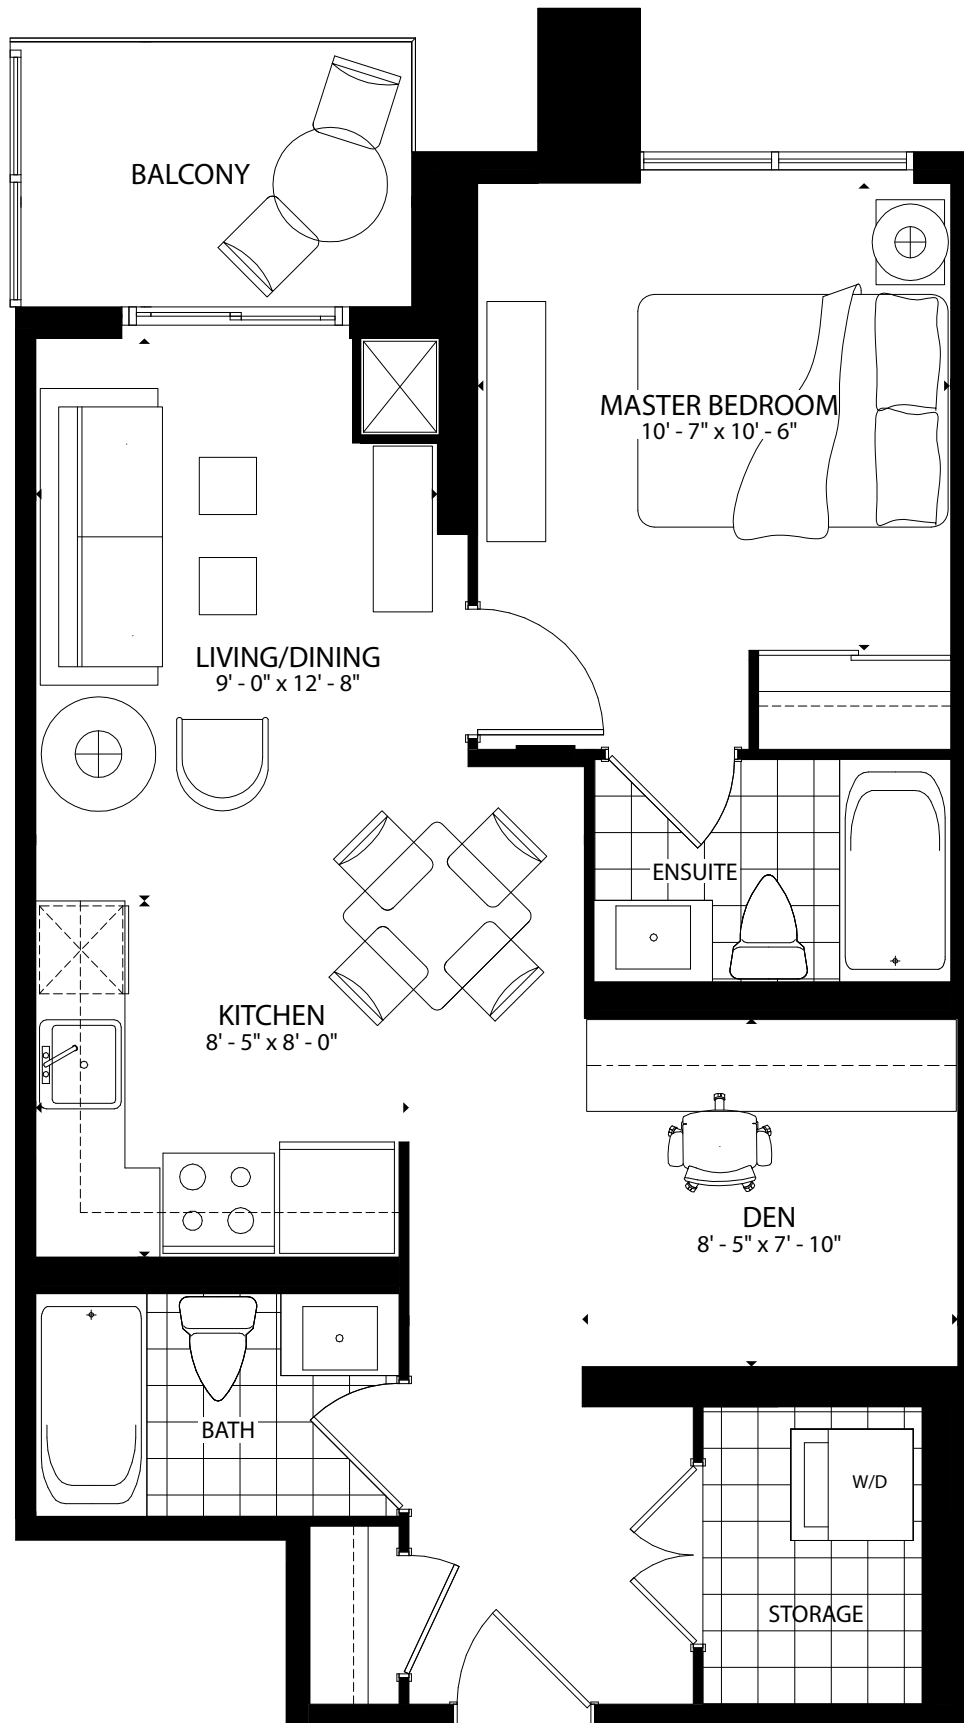 BALCONY
MASTER BEDROOM
10' - 7" x 10' - 6"
LIVING/DINING
9' - 0" x 12' - 8"
ENSUITE
KITCHEN
8' - 5" x 8' - 0"
DEN
8' - 5" x 7' - 10"
BATH
W/D
STORAGE